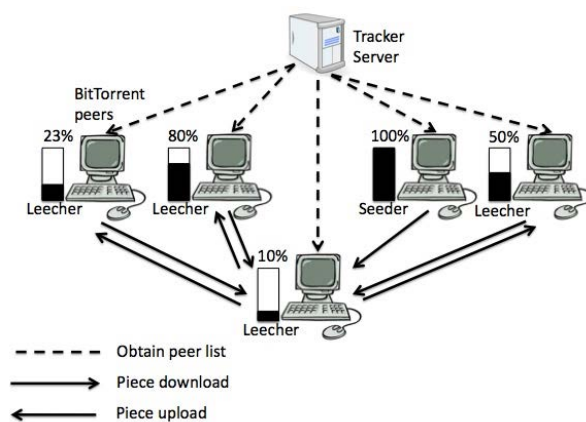 Tracker
Server
BitTorrent
peers
23%
80%
100%
50%
Leecher
Leecher
Seeder
Leecher
10%
Leecher
Obtain peer list
Piece download
Piece upload